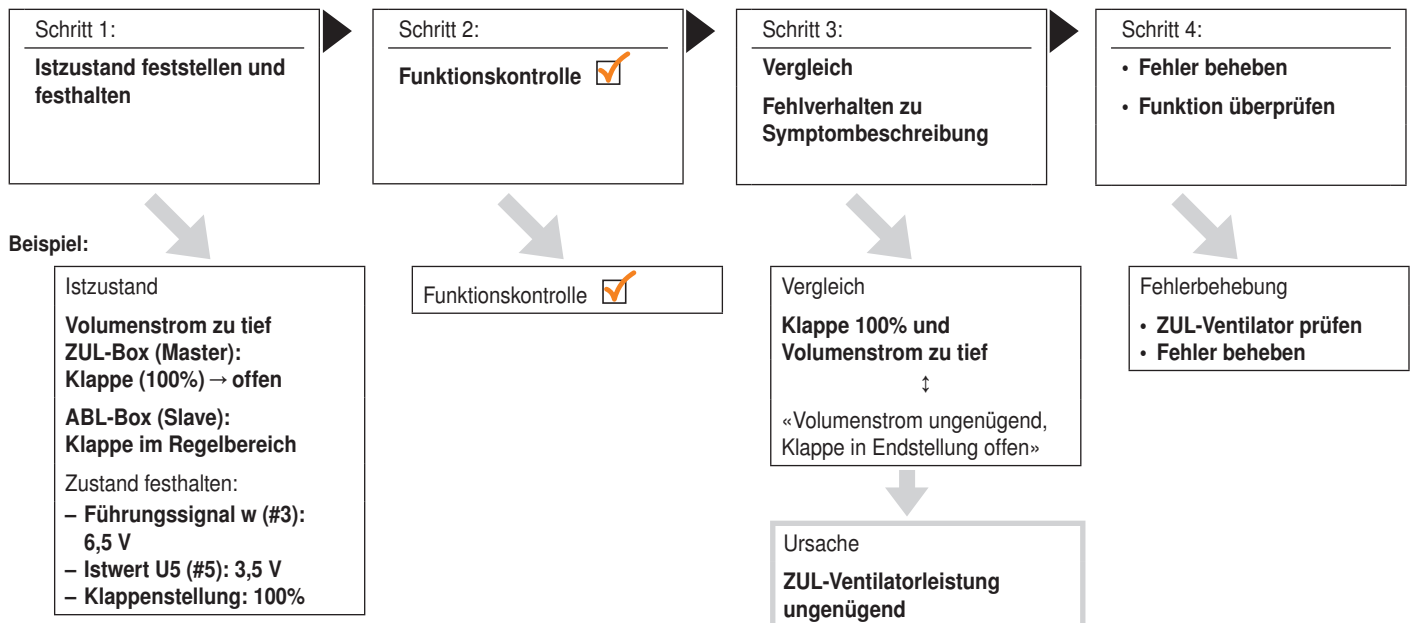 Schritt 1:
Istzustand feststellen und
festhalten
Schritt 2:
Funktionskontrolle
Schritt 3:
Vergleich
Fehlverhalten zu
Symptombeschreibung
Schritt 4:
• Fehler beheben
• Funktion überprüfen
Beispiel:
Istzustand
Volumenstrom zu tief
ZUL-Box (Master):
Klappe (100%) → offen
ABL-Box (Slave):
Klappe im Regelbereich
Zustand festhalten:
– Führungssignal w (#3):
6,5 V
– Istwert U5 (#5): 3,5 V
– Klappenstellung: 100%
Funktionskontrolle
Vergleich
Klappe 100% und
Volumenstrom zu tief
↕
«Volumenstrom ungenügend,
Klappe in Endstellung offen»
Ursache
ZUL-Ventilatorleistung
ungenügend
Fehlerbehebung
• ZUL-Ventilator prüfen
• Fehler beheben